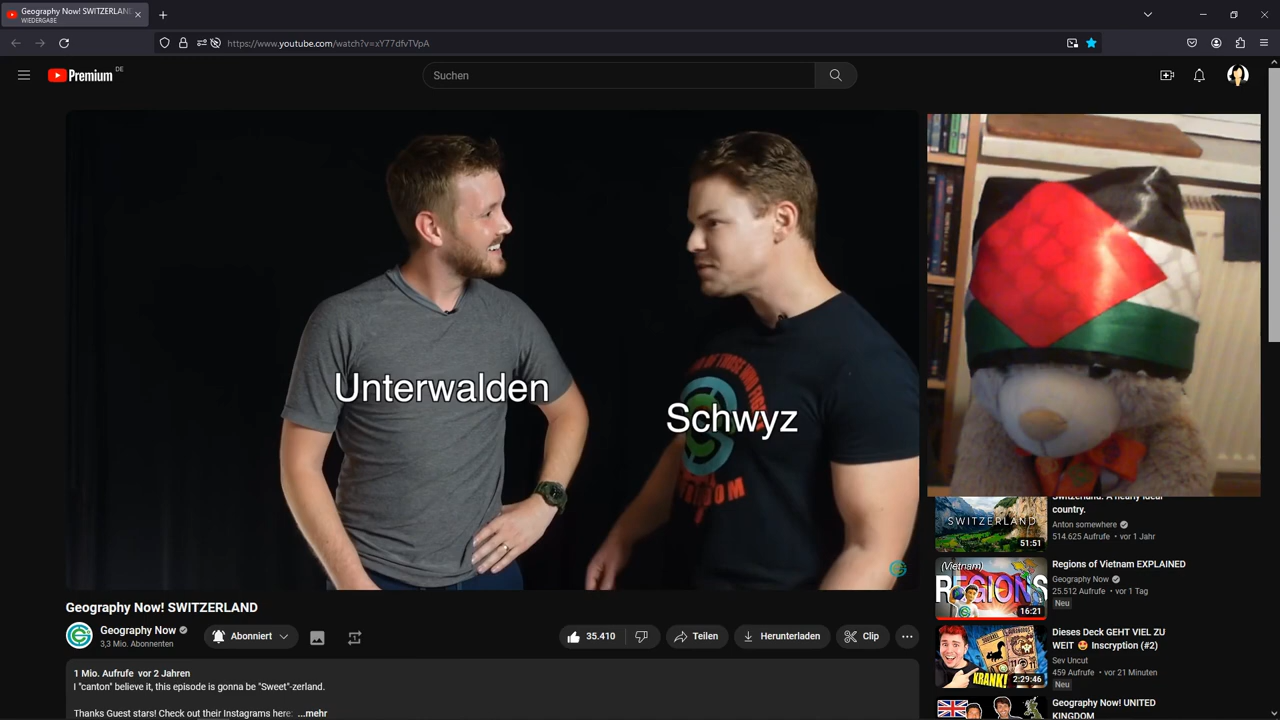 Geography Now! SWITZERLAND
WIEDERGABE
https://www.youtube.com/watch?v=xY77dfvTVpA
Premium DE
Suchen
Unterwalden
Schwyz
Geography Now! SWITZERLAND
Geography Now
3,3 Mio. Abonnenten
Abonniert
35.410
Teilen
Herunterladen
Clip
1 Mio. Aufrufe vor 2 Jahren
I "canton" believe it, this episode is gonna be "Sweet"-zerland.
Thanks Guest stars! Check out their Instagrams here: ...mehr
Switzerland: A nearly ideal
country.
Anton somewhere
514.625 Aufrufe • vor 1 Jahr
SWITZERLAND
51:51
Regions of Vietnam EXPLAINED
Geography Now
25.512 Aufrufe • vor 1 Tag
Neu
(Vietnam)
REGIONS
16:21
Dieses Deck GEHT VIEL ZU
WEIT 🤩 Inscryption (#2)
Sev Uncut
459 Aufrufe • vor 21 Minuten
Neu
KRANK!
2:29:46
Geography Now! UNITED
KINGDOM